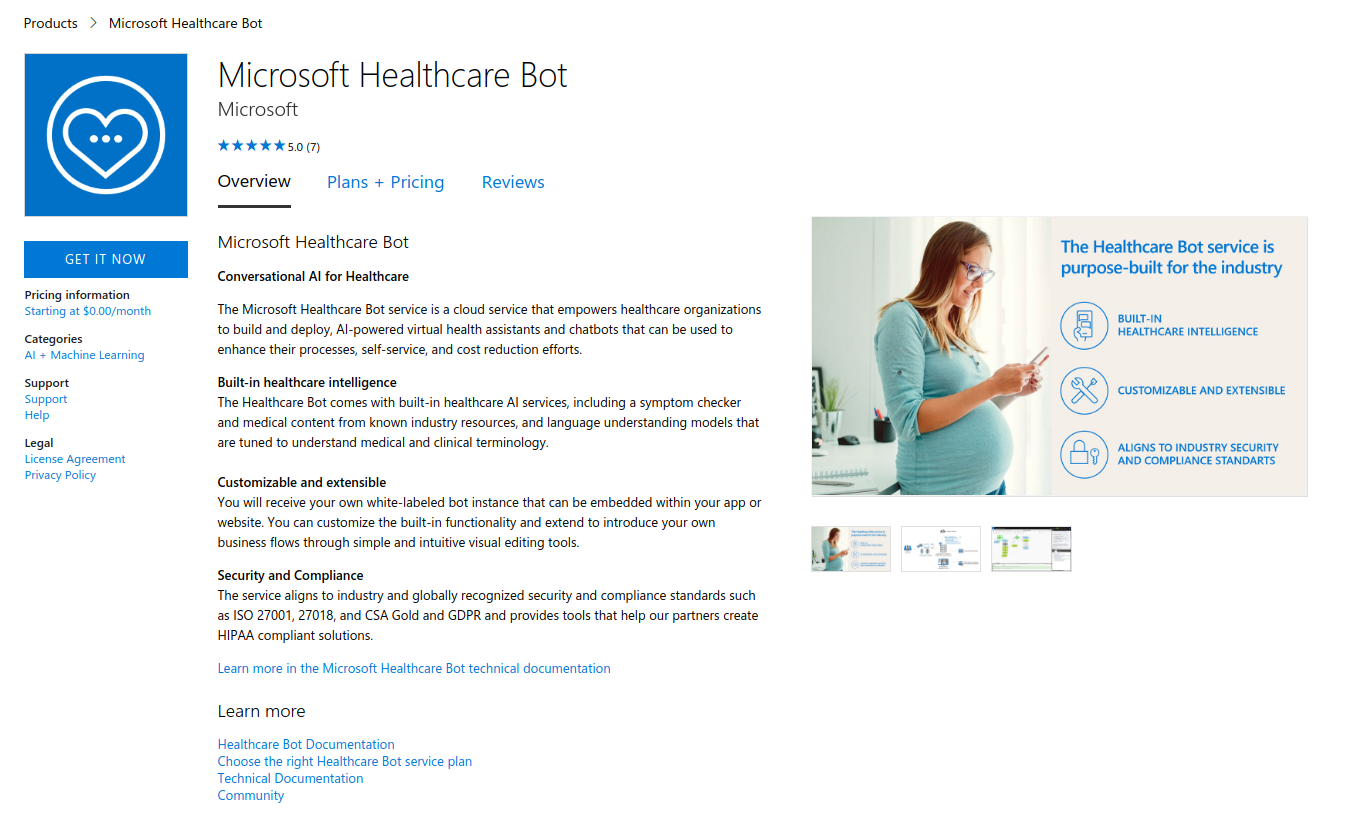 Products > Microsoft Healthcare Bot
Microsoft Healthcare Bot
Microsoft
★★★★★ 5.0 (7)
Overview Plans + Pricing Reviews
GET IT NOW
Pricing information
Starting at $0.00/month
Categories
AI + Machine Learning
Support
Support
Help
Legal
License Agreement
Privacy Policy
Microsoft Healthcare Bot
Conversational AI for Healthcare
The Microsoft Healthcare Bot service is a cloud service that empowers healthcare organizations
to build and deploy, AI-powered virtual health assistants and chatbots that can be used to
enhance their processes, self-service, and cost reduction efforts.
Built-in healthcare intelligence
The Healthcare Bot comes with built-in healthcare AI services, including a symptom checker
and medical content from known industry resources, and language understanding models that
are tuned to understand medical and clinical terminology.
Customizable and extensible
You will receive your own white-labeled bot instance that can be embedded within your app or
website. You can customize the built-in functionality and extend to introduce your own
business flows through simple and intuitive visual editing tools.
Security and Compliance
The service aligns to industry and globally recognized security and compliance standards such
as ISO 27001, 27018, and CSA Gold and GDPR and provides tools that help our partners create
HIPAA compliant solutions.
Learn more in the Microsoft Healthcare Bot technical documentation
Learn more
Healthcare Bot Documentation
Choose the right Healthcare Bot service plan
Technical Documentation
Community
The Healthcare Bot service is
purpose-built for the industry
BUILT-IN
HEALTHCARE INTELLIGENCE
CUSTOMIZABLE AND EXTENSIBLE
ALIGNS TO INDUSTRY SECURITY
AND COMPLIANCE STANDARTS